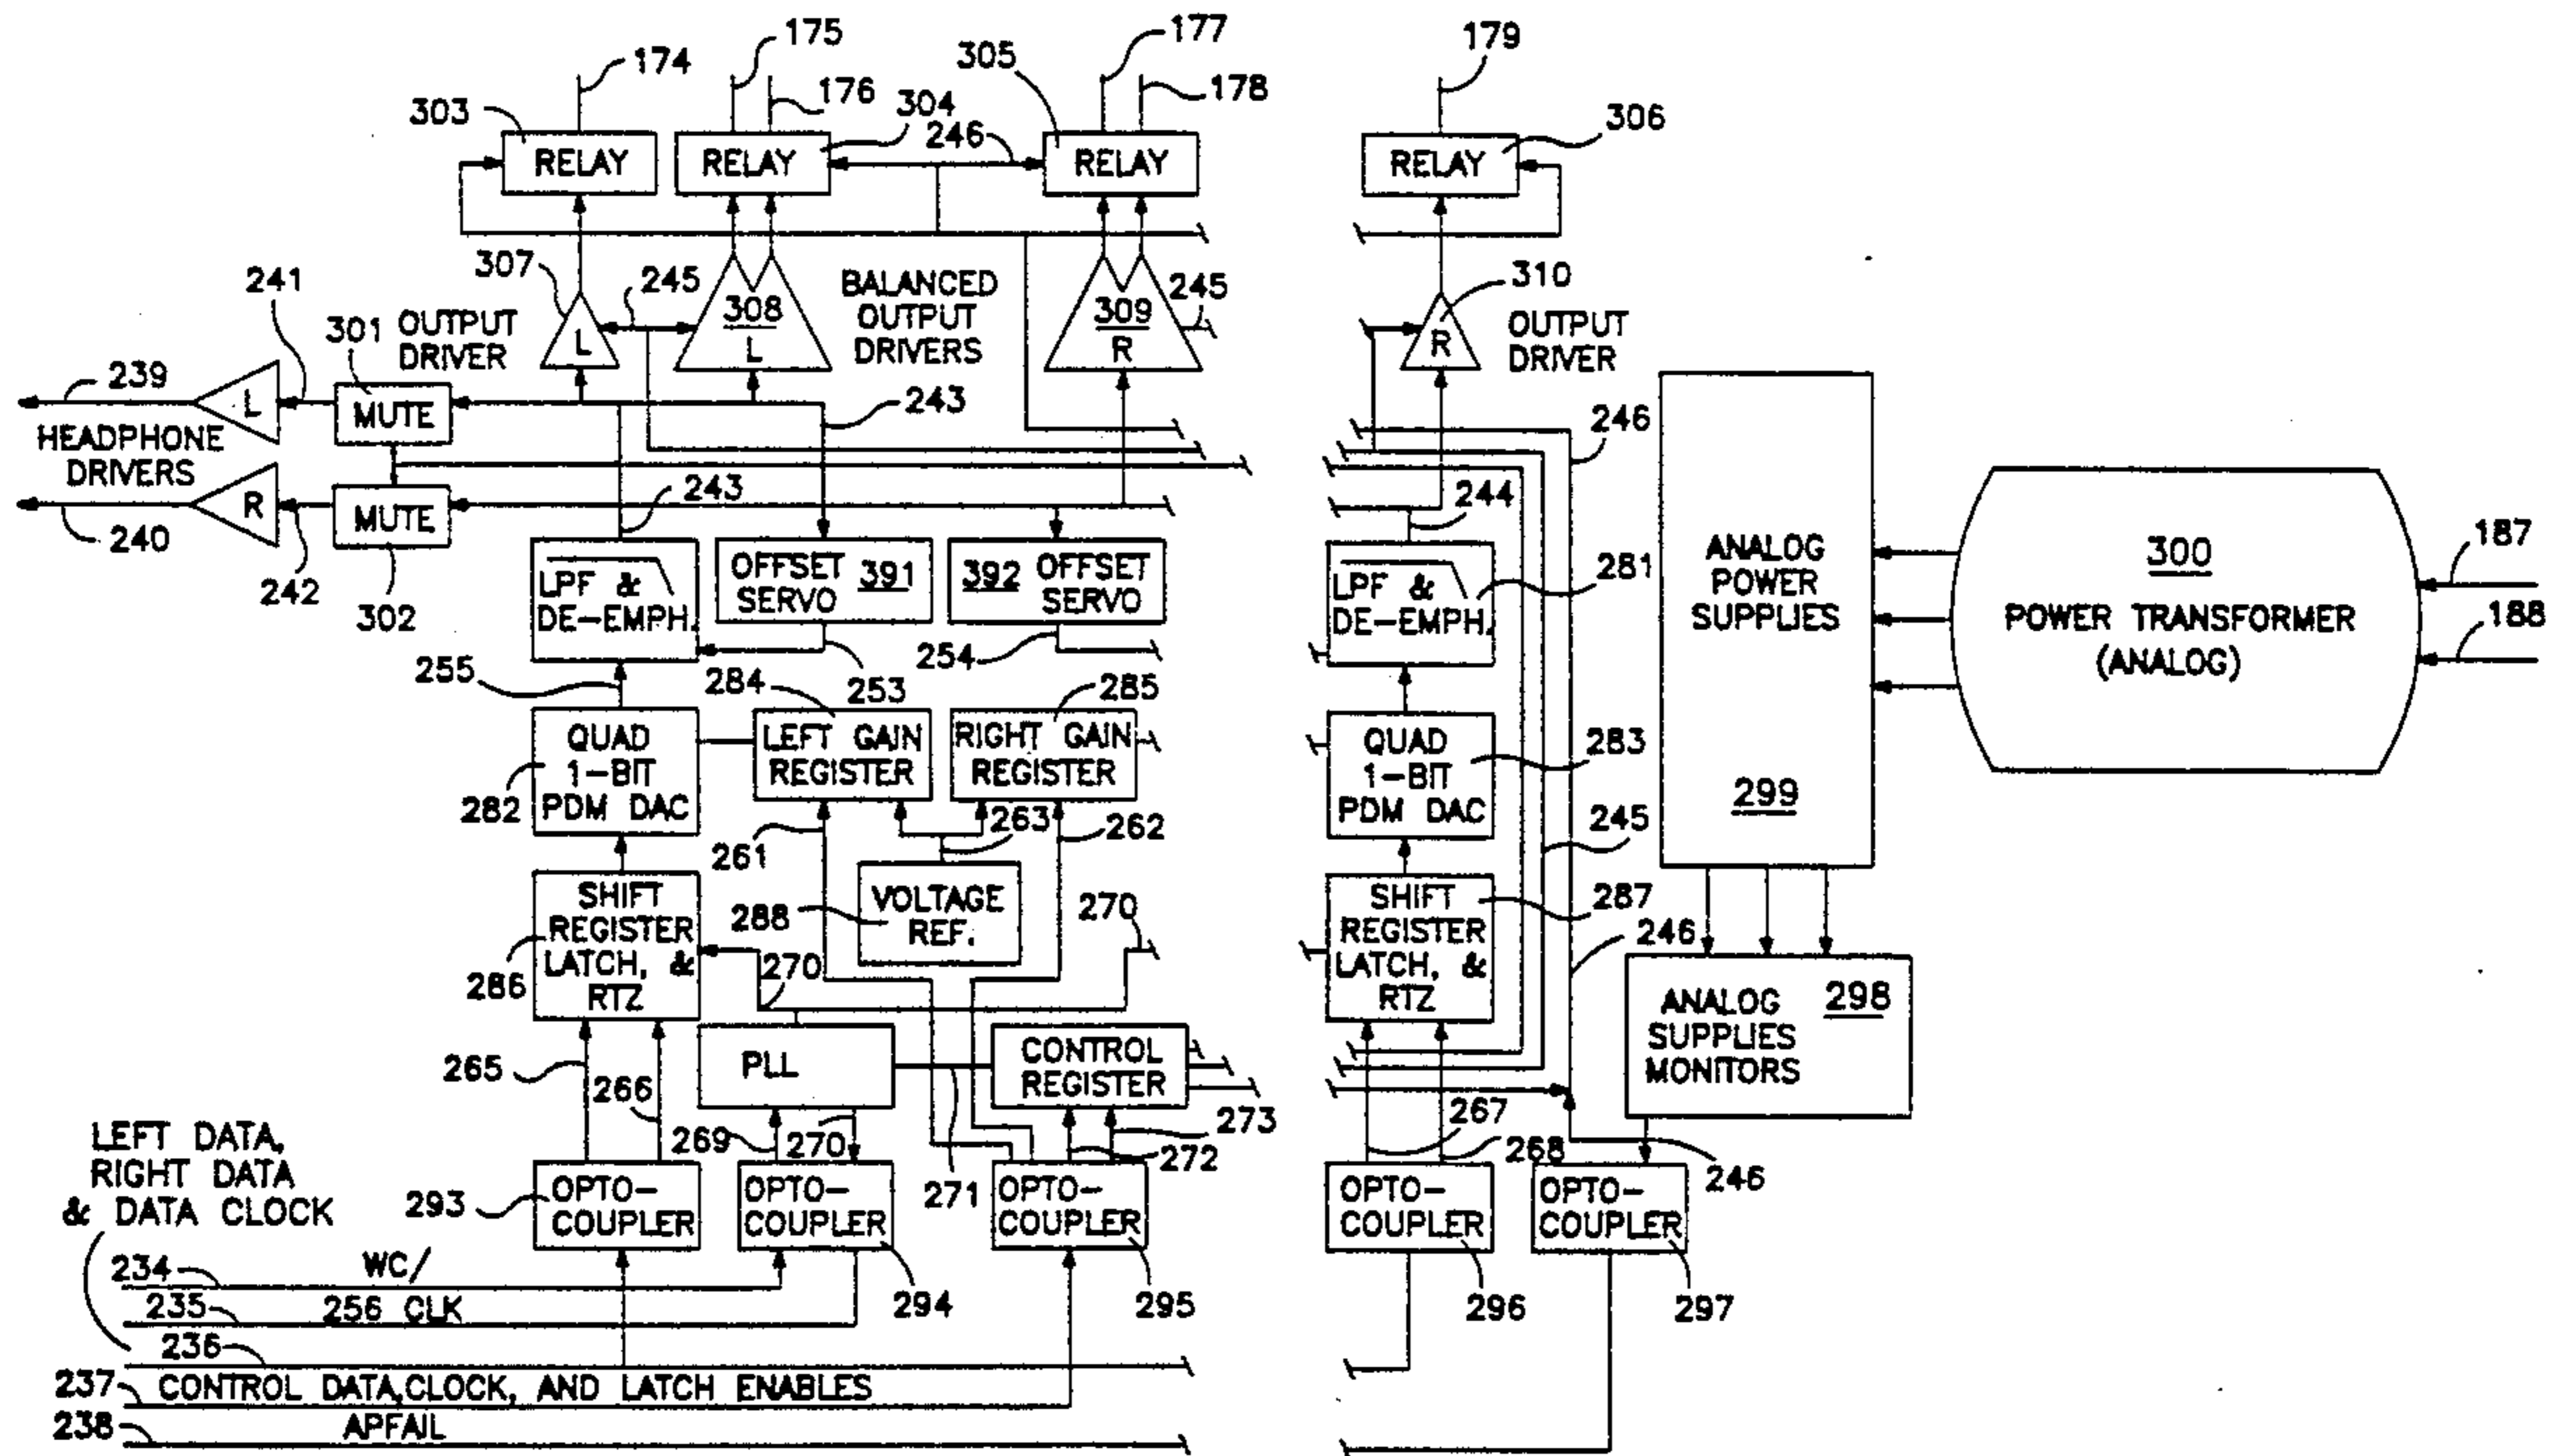 174
175
176
177
178
179
303
304
305
306
246
RELAY
RELAY
RELAY
RELAY
307
245
308
L
BALANCED
OUTPUT
DRIVERS
309
R
245
310
R
OUTPUT
DRIVER
L
241
301
OUTPUT
DRIVER
239
L
MUTE
243
HEADPHONE
DRIVERS
R
MUTE
240
242
302
243
244
246
LPF &
DE-EMPH.
OFFSET
SERVO
391
392
OFFSET
SERVO
LPF &
DE-EMPH.
281
ANALOG
POWER
SUPPLIES
299
300
POWER TRANSFORMER
(ANALOG)
187
188
255
284
253
254
285
QUAD
1-BIT
PDM DAC
282
LEFT GAIN
REGISTER
RIGHT GAIN
REGISTER
QUAD
1-BIT
PDM DAC
283
261
263
262
245
SHIFT
REGISTER
LATCH, &
RTZ
286
288
VOLTAGE
REF.
270
270
SHIFT
REGISTER
LATCH, &
RTZ
287
246
ANALOG
SUPPLIES
MONITORS
298
265
266
PLL
CONTROL
REGISTER
269
270
271
272
273
267
268
246
LEFT DATA,
RIGHT DATA
& DATA CLOCK
293
OPTO-
COUPLER
OPTO-
COUPLER
OPTO-
COUPLER
OPTO-
COUPLER
OPTO-
COUPLER
294
295
296
297
234
WC/
235
256 CLK
236
237
CONTROL DATA,CLOCK, AND LATCH ENABLES
238
APFAIL